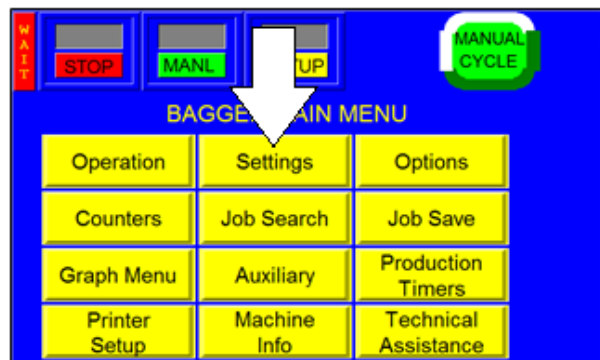 WAIT
STOP
MANL
UP
MANUAL
CYCLE
BAGGE AIN MENU
Operation
Settings
Options
Counters
Job Search
Job Save
Graph Menu
Auxiliary
Production
Timers
Printer
Setup
Machine
Info
Technical
Assistance